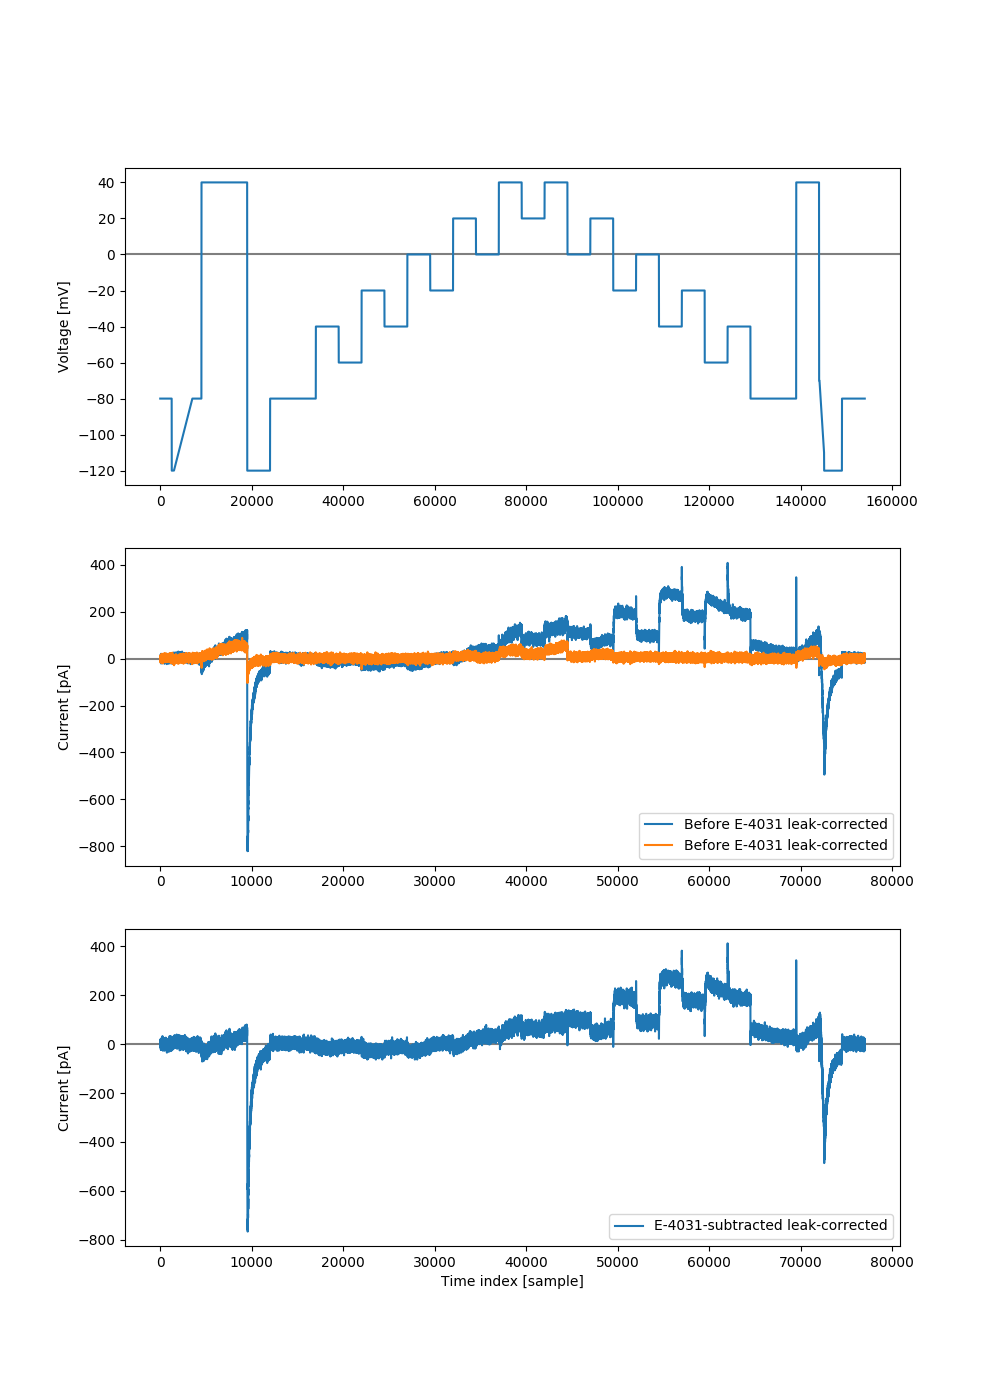 40
20
0
−20
−40
−60
−80
−100
−120
Voltage [mV]
0 20000 40000 60000 80000 100000 120000 140000 160000
400
200
0
−200
−400
−600
−800
Current [pA]
Before E-4031 leak-corrected
Before E-4031 leak-corrected
0 10000 20000 30000 40000 50000 60000 70000 80000
400
200
0
−200
−400
−600
−800
Current [pA]
E-4031-subtracted leak-corrected
0 10000 20000 30000 40000 50000 60000 70000 80000
Time index [sample]